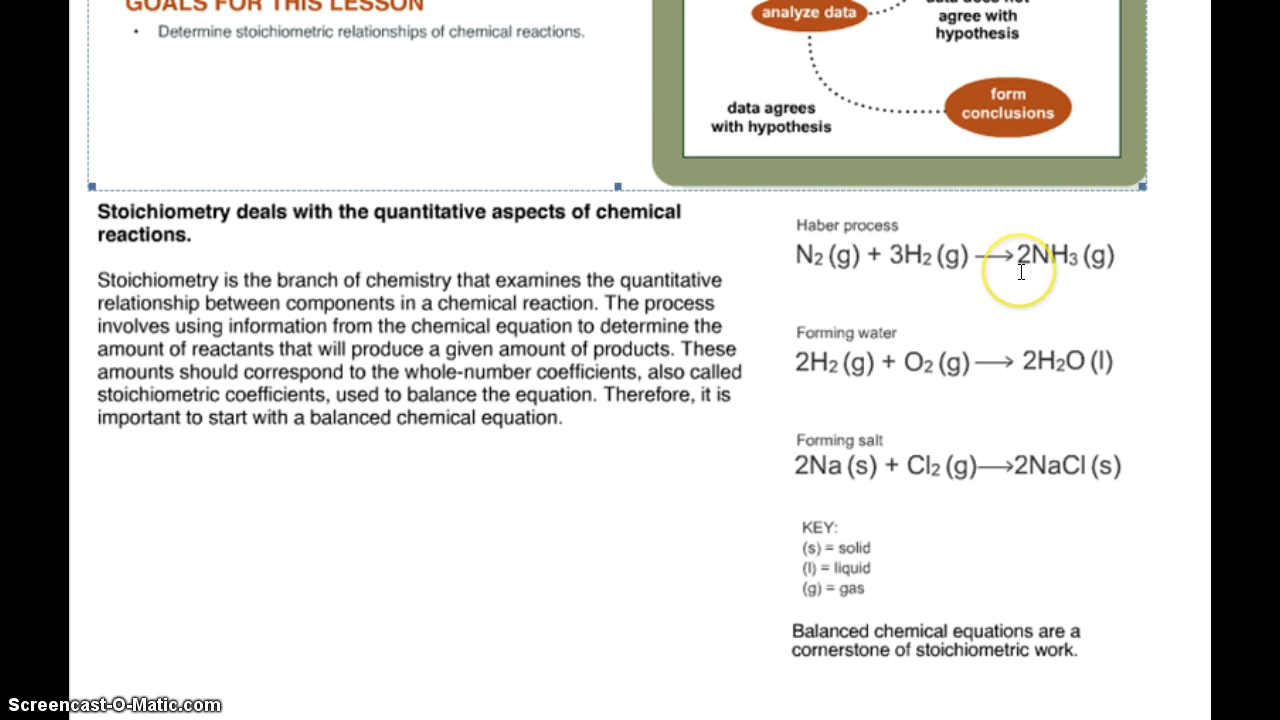 GOALS FOR THIS LESSON
• Determine stoichiometric relationships of chemical reactions.
analyze data
data does not
agree with
hypothesis
data agrees
with hypothesis
form
conclusions
Stoichiometry deals with the quantitative aspects of chemical
reactions.
Stoichiometry is the branch of chemistry that examines the quantitative
relationship between components in a chemical reaction. The process
involves using information from the chemical equation to determine the
amount of reactants that will produce a given amount of products. These
amounts should correspond to the whole-number coefficients, also called
stoichiometric coefficients, used to balance the equation. Therefore, it is
important to start with a balanced chemical equation.
Haber process
N₂ (g) + 3H₂ (g) ⟶ 2NH₃ (g)
Forming water
2H₂ (g) + O₂ (g) ⟶ 2H₂O (l)
Forming salt
2Na (s) + Cl₂ (g) ⟶ 2NaCl (s)
KEY:
(s) = solid
(l) = liquid
(g) = gas
Balanced chemical equations are a
cornerstone of stoichiometric work.
Screencast-O-Matic.com